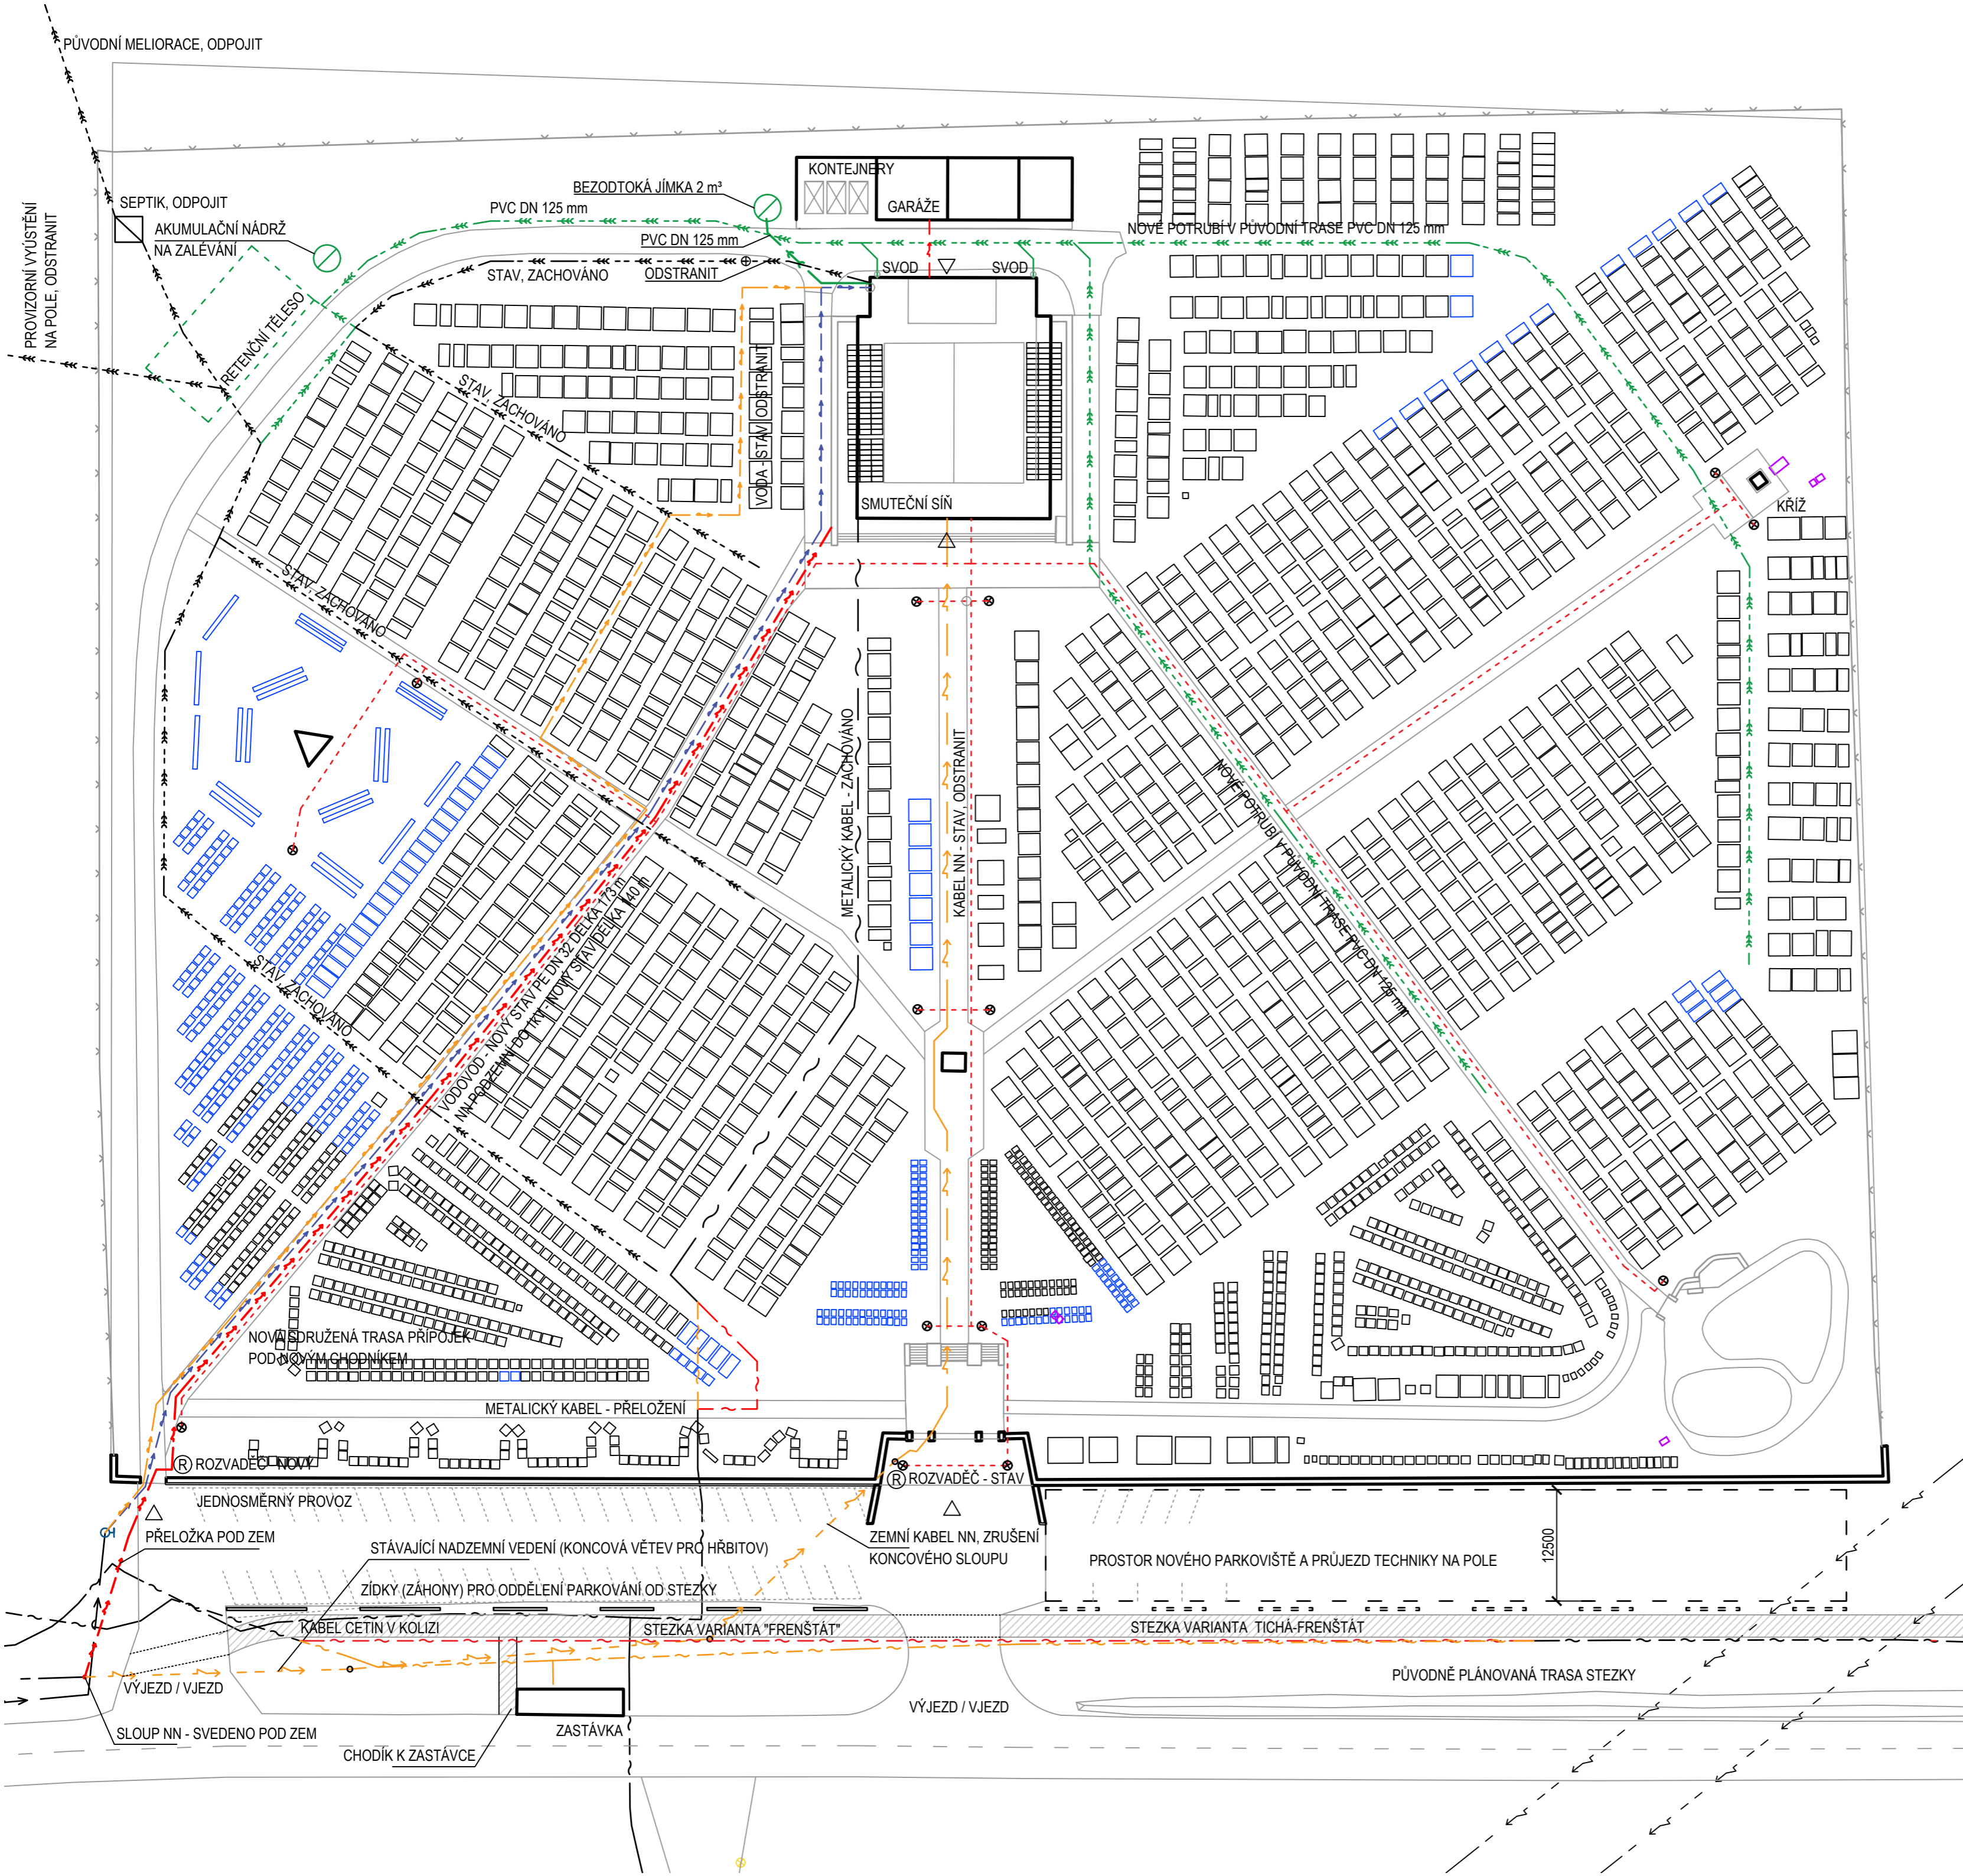 PŮVODNÍ MELIORACE, ODPOJIT
SEPTIK, ODPOJIT
AKUMULAČNÍ NÁDRŽ
NA ZALÉVÁNÍ
PROVIZORNÍ VYÚSTĚNÍ
NA POLE, ODSTRANIT
RETENČNÍ TĚLESO
BEZODTOKÁ JÍMKA 2 m³
PVC DN 125 mm
PVC DN 125 mm
STAV, ZACHOVÁNO
ODSTRANIT
KONTEJNERY
GARÁŽE
SVOD
SVOD
NOVÉ POTRUBÍ V PŮVODNÍ TRASE PVC DN 125 mm
STAV, ZACHOVÁNO
VODA - STAV, ODSTRANIT
SMUTEČNÍ SÍŇ
KŘÍŽ
STAV, ZACHOVÁNO
METALICKÝ KABEL - ZACHOVÁNO
KABEL NN - STAV, ODSTRANIT
NOVÉ POTRUBÍ V PŮVODNÍ TRASE PVC DN 125 mm
STAV, ZACHOVÁNO
VODOVOD - NOVÝ STAV PE DN 32 DÉLKA 173 m
NN PODZEMNÍ DO 1KV - NOVÝ STAV DÉLKA 140 m
NOVÁ SDRUŽENÁ TRASA PŘÍPOJEK
POD NOVÝM CHODNÍKEM
METALICKÝ KABEL - PŘELOŽENÍ
R ROZVADĚČ NOVÝ
R ROZVADĚČ - STAV
JEDNOSMĚRNÝ PROVOZ
PŘELOŽKA POD ZEM
STÁVAJÍCÍ NADZEMNÍ VEDENÍ (KONCOVÁ VĚTEV PRO HŘBITOV)
ZEMNÍ KABEL NN, ZRUŠENÍ
KONCOVÉHO SLOUPU
PROSTOR NOVÉHO PARKOVIŠTĚ A PRŮJEZD TECHNIKY NA POLE
12500
ZÍDKY (ZÁHONY) PRO ODDĚLENÍ PARKOVÁNÍ OD STEZKY
KABEL CETIN V KOLIZI
STEZKA VARIANTA "FRENŠTÁT"
STEZKA VARIANTA TICHÁ-FRENŠTÁT
VÝJEZD / VJEZD
PŮVODNĚ PLÁNOVANÁ TRASA STEZKY
VÝJEZD / VJEZD
SLOUP NN - SVEDENO POD ZEM
ZASTÁVKA
CHODÍK K ZASTÁVCE